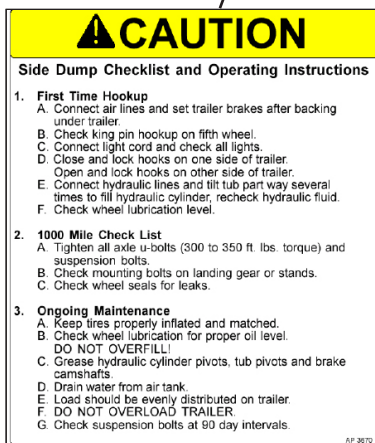 CAUTION
Side Dump Checklist and Operating Instructions
1. First Time Hookup
A. Connect air lines and set trailer brakes after backing
under trailer.
B. Check king pin hookup on fifth wheel.
C. Connect light cord and check all lights.
D. Close and lock hooks on one side of trailer.
Open and lock hooks on other side of trailer.
E. Connect hydraulic lines and tilt tub part way several
times to fill hydraulic cylinder, recheck hydraulic fluid.
F. Check wheel lubrication level.
2. 1000 Mile Check List
A. Tighten all axle u-bolts (300 to 350 ft. lbs. torque) and
suspension bolts.
B. Check mounting bolts on landing gear or stands.
C. Check wheel seals for leaks.
3. Ongoing Maintenance
A. Keep tires properly inflated and matched.
B. Check wheel lubrication for proper oil level.
DO NOT OVERFILL!
C. Grease hydraulic cylinder pivots, tub pivots and brake
camshafts.
D. Drain water from air tank.
E. Load should be evenly distributed on trailer.
F. DO NOT OVERLOAD TRAILER.
G. Check suspension bolts at 90 day intervals.
AP 3670